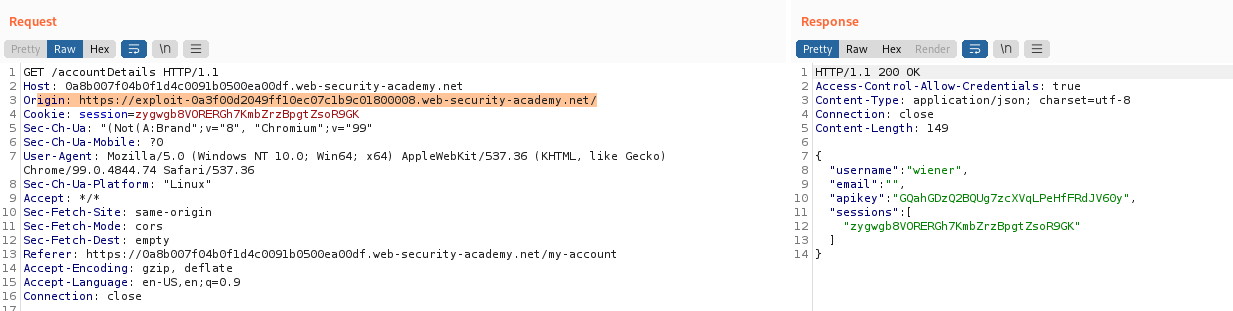 Request
Pretty Raw Hex \n
1 GET /accountDetails HTTP/1.1
2 Host: 0a8b007f04b0f1d4c0091b0500ea00df.web-security-academy.net
3 Origin: https://exploit-0a3f00d2049ff10ec07c1b9c01800008.web-security-academy.net/
4 Cookie: session=zygwgb8VORERGh7KmbZrzBpgtZsoR9GK
5 Sec-Ch-Ua: "(Not(A:Brand";v="8", "Chromium";v="99"
6 Sec-Ch-Ua-Mobile: ?0
7 User-Agent: Mozilla/5.0 (Windows NT 10.0; Win64; x64) AppleWebKit/537.36 (KHTML, like Gecko)
Chrome/99.0.4844.74 Safari/537.36
8 Sec-Ch-Ua-Platform: "Linux"
9 Accept: */*
10 Sec-Fetch-Site: same-origin
11 Sec-Fetch-Mode: cors
12 Sec-Fetch-Dest: empty
13 Referer: https://0a8b007f04b0f1d4c0091b0500ea00df.web-security-academy.net/my-account
14 Accept-Encoding: gzip, deflate
15 Accept-Language: en-US,en;q=0.9
16 Connection: close
17
Response
Pretty Raw Hex Render \n
1 HTTP/1.1 200 OK
2 Access-Control-Allow-Credentials: true
3 Content-Type: application/json; charset=utf-8
4 Connection: close
5 Content-Length: 149
6
7 {
8 "username":"wiener",
9 "email":"",
10 "apikey":"GQahGDzQ2BQUg7zcXVqLPeHfFRdJV60y",
11 "sessions":[
12 "zygwgb8VORERGh7KmbZrzBpgtZsoR9GK"
13 ]
14 }